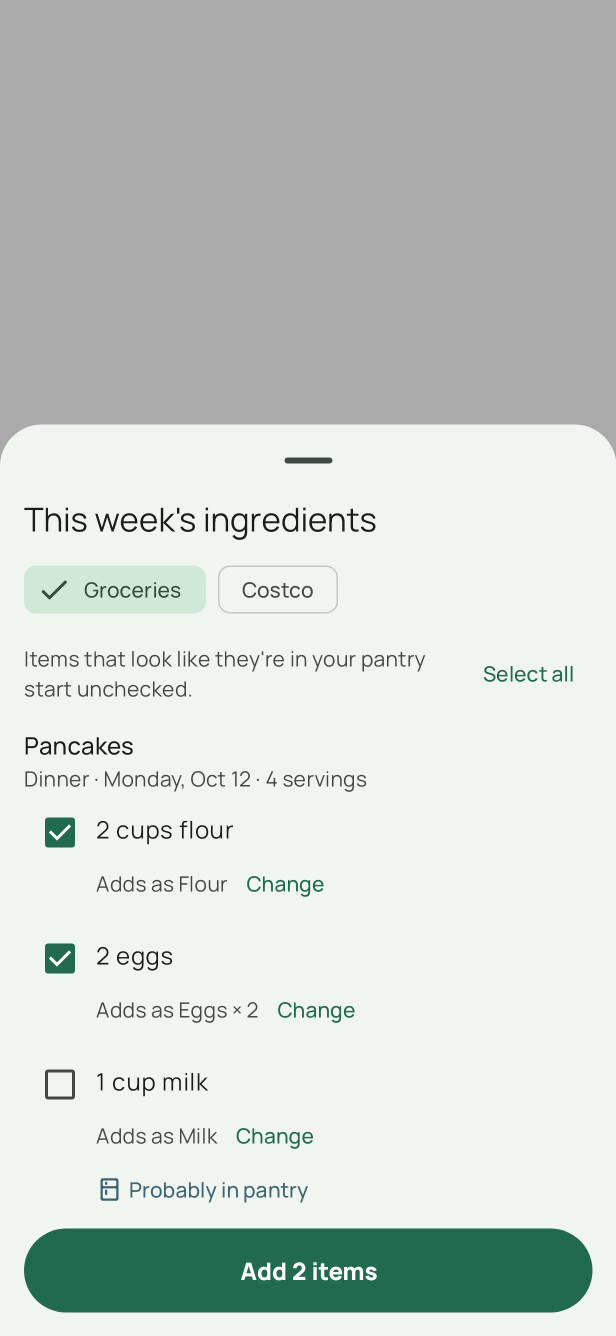 This week's ingredients
Groceries
Costco
Items that look like they're in your pantry
start unchecked.
Select all
Pancakes
Dinner · Monday, Oct 12 · 4 servings
2 cups flour
Adds as Flour Change
2 eggs
Adds as Eggs × 2 Change
1 cup milk
Adds as Milk Change
Probably in pantry
Add 2 items